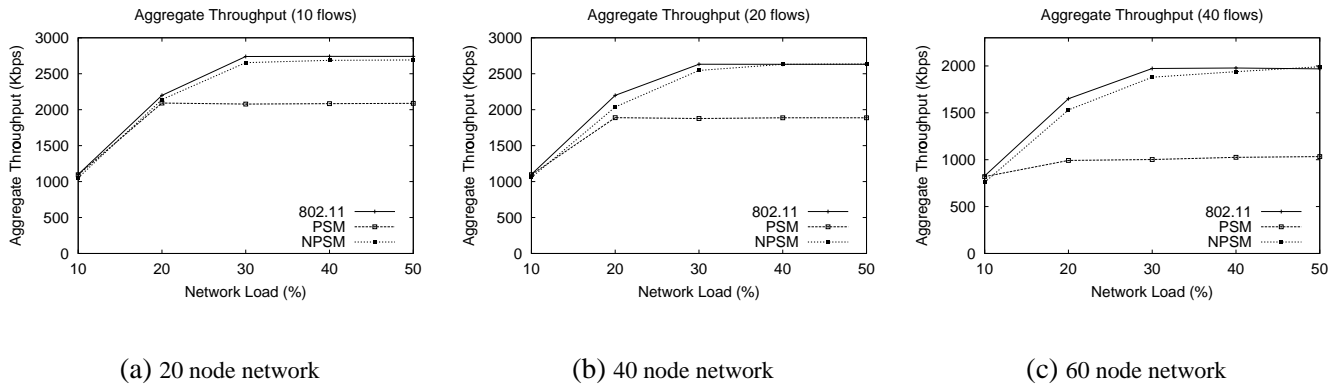 Aggregate Throughput (10 flows)
Aggregate Throughput (Kbps)
3000
2500
2000
1500
1000
500
0
802.11
PSM
NPSM
10 20 30 40 50
Network Load (%)
(a) 20 node network
Aggregate Throughput (20 flows)
Aggregate Throughput (Kbps)
3000
2500
2000
1500
1000
500
0
802.11
PSM
NPSM
10 20 30 40 50
Network Load (%)
(b) 40 node network
Aggregate Throughput (40 flows)
Aggregate Throughput (Kbps)
2000
1500
1000
500
0
802.11
PSM
NPSM
10 20 30 40 50
Network Load (%)
(c) 60 node network